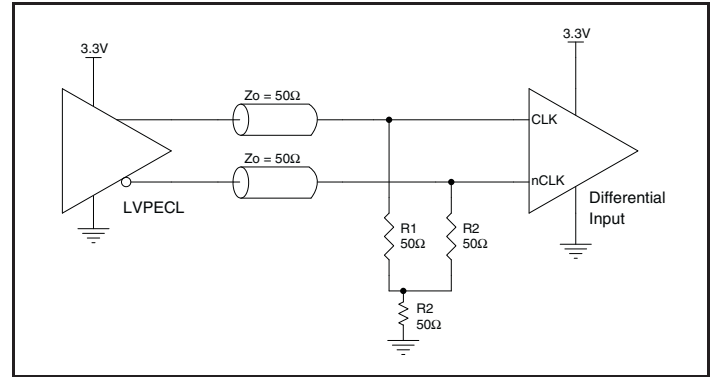 3.3V
3.3V
Zo = 50Ω
CLK
Zo = 50Ω
nCLK
LVPECL
Differential
Input
R1
50Ω
R2
50Ω
R2
50Ω